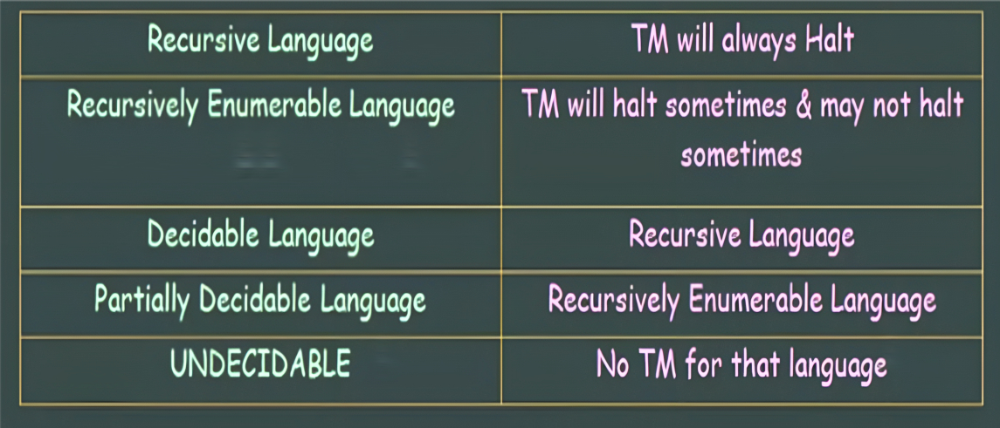 Recursive Language
TM will always Halt
Recursively Enumerable Language
TM will halt sometimes & may not halt
sometimes
Decidable Language
Recursive Language
Partially Decidable Language
Recursively Enumerable Language
UNDECIDABLE
No TM for that language